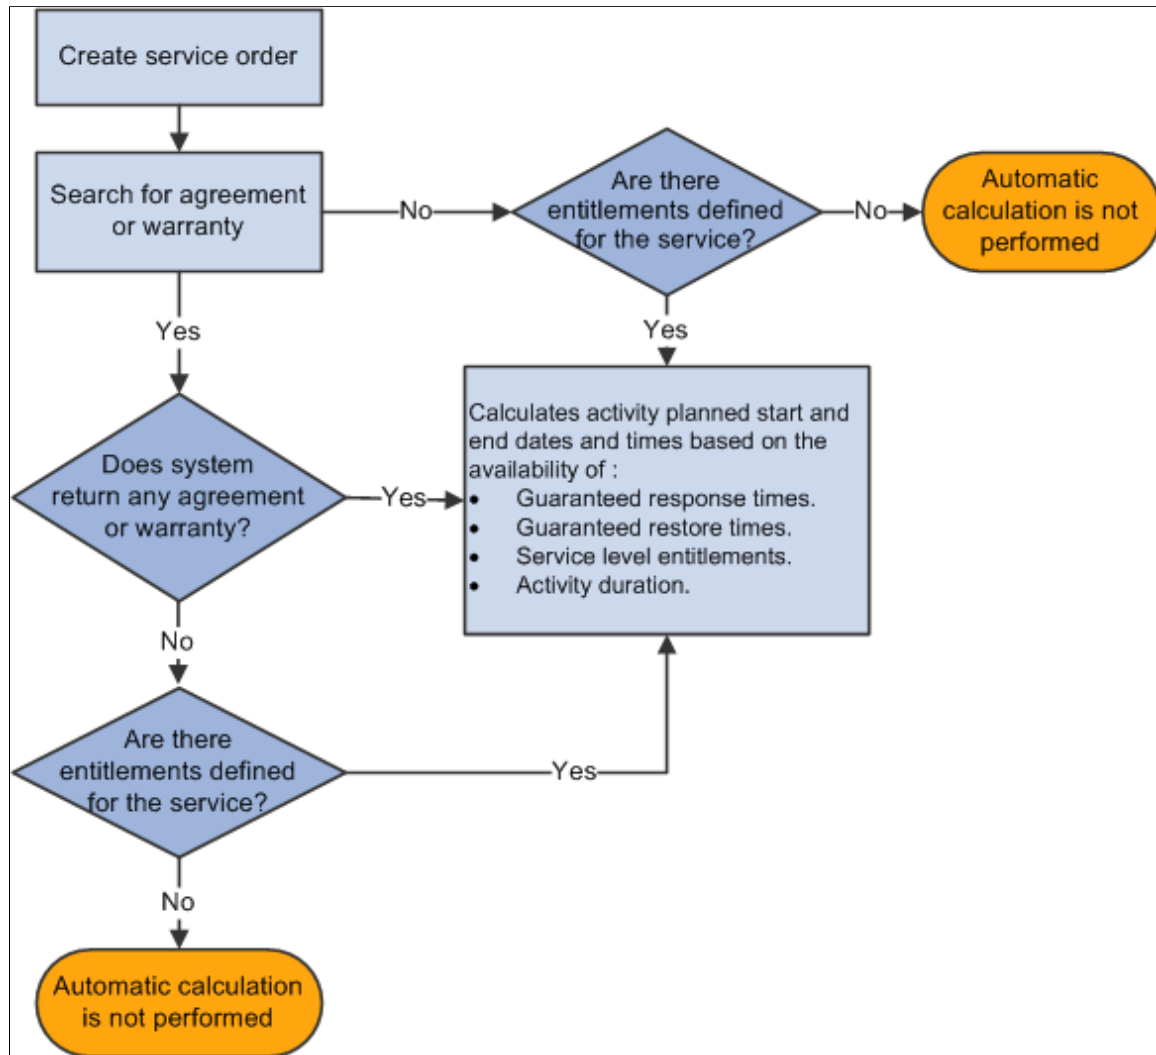 Create service order
Search for agreement
or warranty
No
Are there
entitlements defined
for the service?
No
Automatic
calculation is not
performed
Yes
Yes
Does system
return any agreement
or warranty?
Yes
Calculates activity planned start and
end dates and times based on the
availability of :
• Guaranteed response times.
• Guaranteed restore times.
• Service level entitlements.
• Activity duration.
No
Are there
entitlements defined
for the service?
Yes
No
Automatic calculation
is not performed